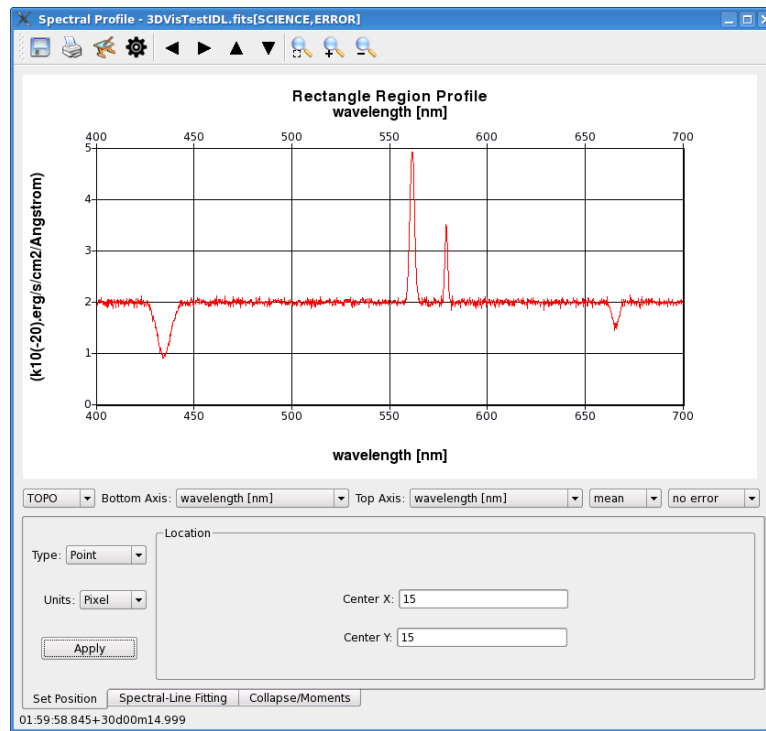 Spectral Profile - 3DVisTestIDL.fits[SCIENCE,ERROR]
Rectangle Region Profile
wavelength [nm]
400 450 500 550 600 650 700
(k10(-20).erg/s/cm2/Angstrom)
5
4
3
2
1
0
400 450 500 550 600 650 700
wavelength [nm]
TOPO Bottom Axis: wavelength [nm] Top Axis: wavelength [nm] mean no error
Location
Type: Point
Units: Pixel
Center X: 15
Center Y: 15
Apply
Set Position Spectral-Line Fitting Collapse/Moments
01:59:58.845+30d00m14.999